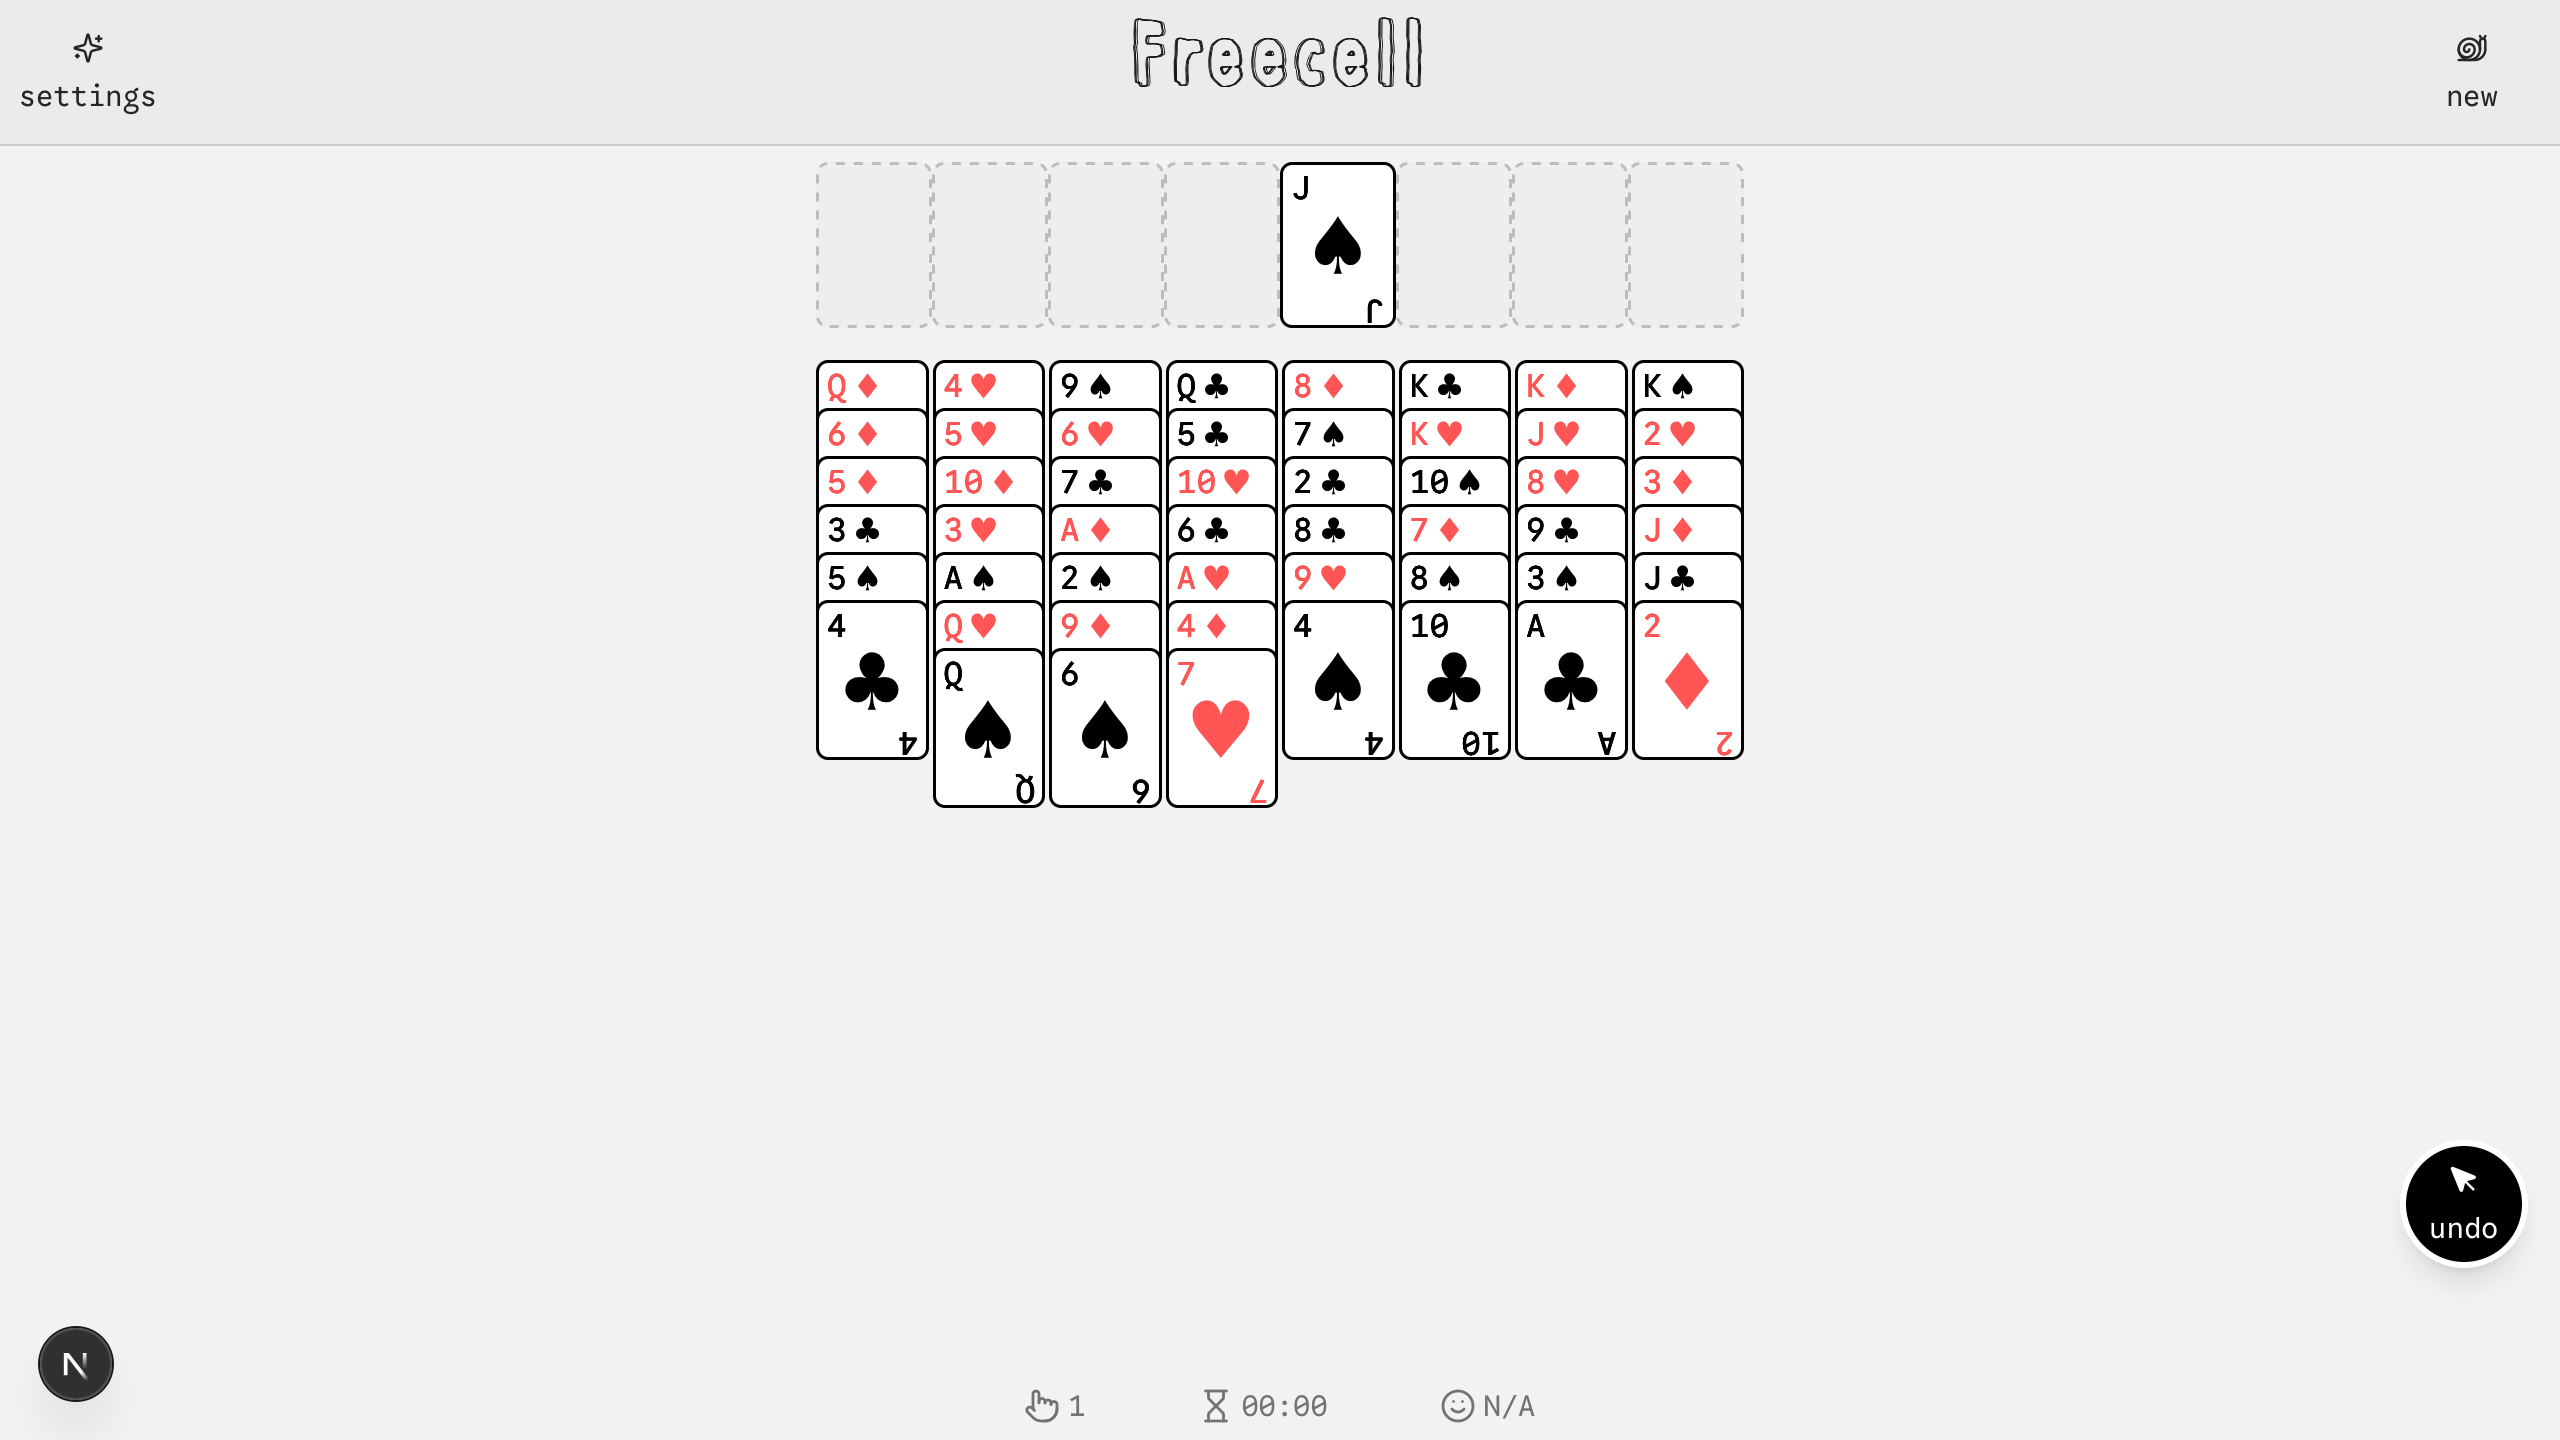 Freecell
settings
new
J
J
Q♦ 4♥ 9♠ Q♣ 8♦ K♣ K♦ K♠
6♦ 5♥ 6♥ 5♣ 7♠ K♥ J♥ 2♥
5♦ 10♦ 7♣ 10♥ 2♣ 10♠ 8♥ 3♦
3♣ 3♥ A♦ 6♣ 8♣ 7♦ 9♣ J♦
5♠ A♠ 2♠ A♥ 9♥ 8♠ 3♠ J♣
4 Q♥ 9♦ 4♦ 4 10 A 2
Q 6 7
4 4 10 A 2
Q 6 7
undo
N
1 00:00 N/A